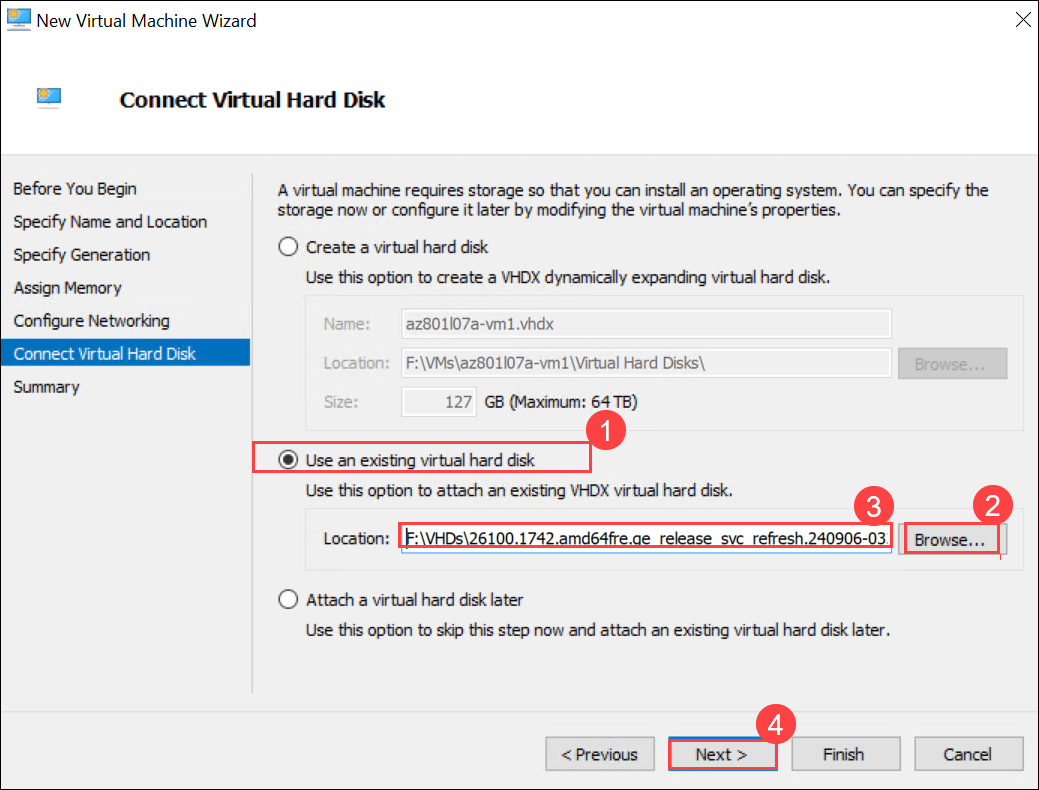 New Virtual Machine Wizard
Connect Virtual Hard Disk
Before You Begin
Specify Name and Location
Specify Generation
Assign Memory
Configure Networking
Connect Virtual Hard Disk
Summary
A virtual machine requires storage so that you can install an operating system. You can specify the
storage now or configure it later by modifying the virtual machine's properties.
Create a virtual hard disk
Use this option to create a VHDX dynamically expanding virtual hard disk.
Name: az801l07a-vm1.vhdx
Location: F:\VMs\az801l07a-vm1\Virtual Hard Disks\ Browse...
Size: 127 GB (Maximum: 64 TB)
1
Use an existing virtual hard disk
Use this option to attach an existing VHDX virtual hard disk.
3 2
Location: F:\VHDs\26100.1742.amd64fre.ge_release_svc_refresh.240906-03 Browse...
Attach a virtual hard disk later
Use this option to skip this step now and attach an existing virtual hard disk later.
4
< Previous Next > Finish Cancel